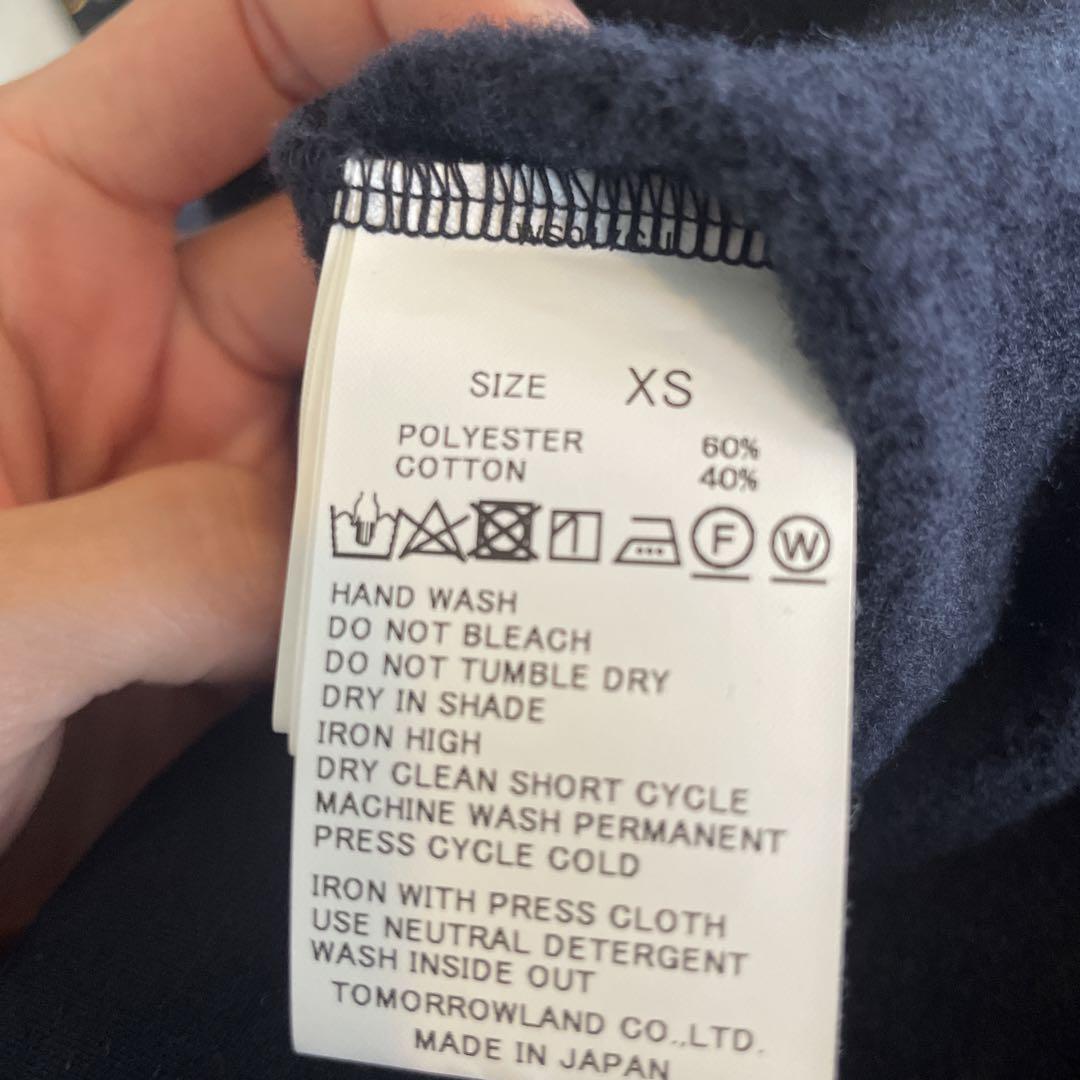 SIZE XS
POLYESTER 60%
COTTON 40%
F W
HAND WASH
DO NOT BLEACH
DO NOT TUMBLE DRY
DRY IN SHADE
IRON HIGH
DRY CLEAN SHORT CYCLE
MACHINE WASH PERMANENT
PRESS CYCLE COLD
IRON WITH PRESS CLOTH
USE NEUTRAL DETERGENT
WASH INSIDE OUT
TOMORROWLAND CO.,LTD.
MADE IN JAPAN